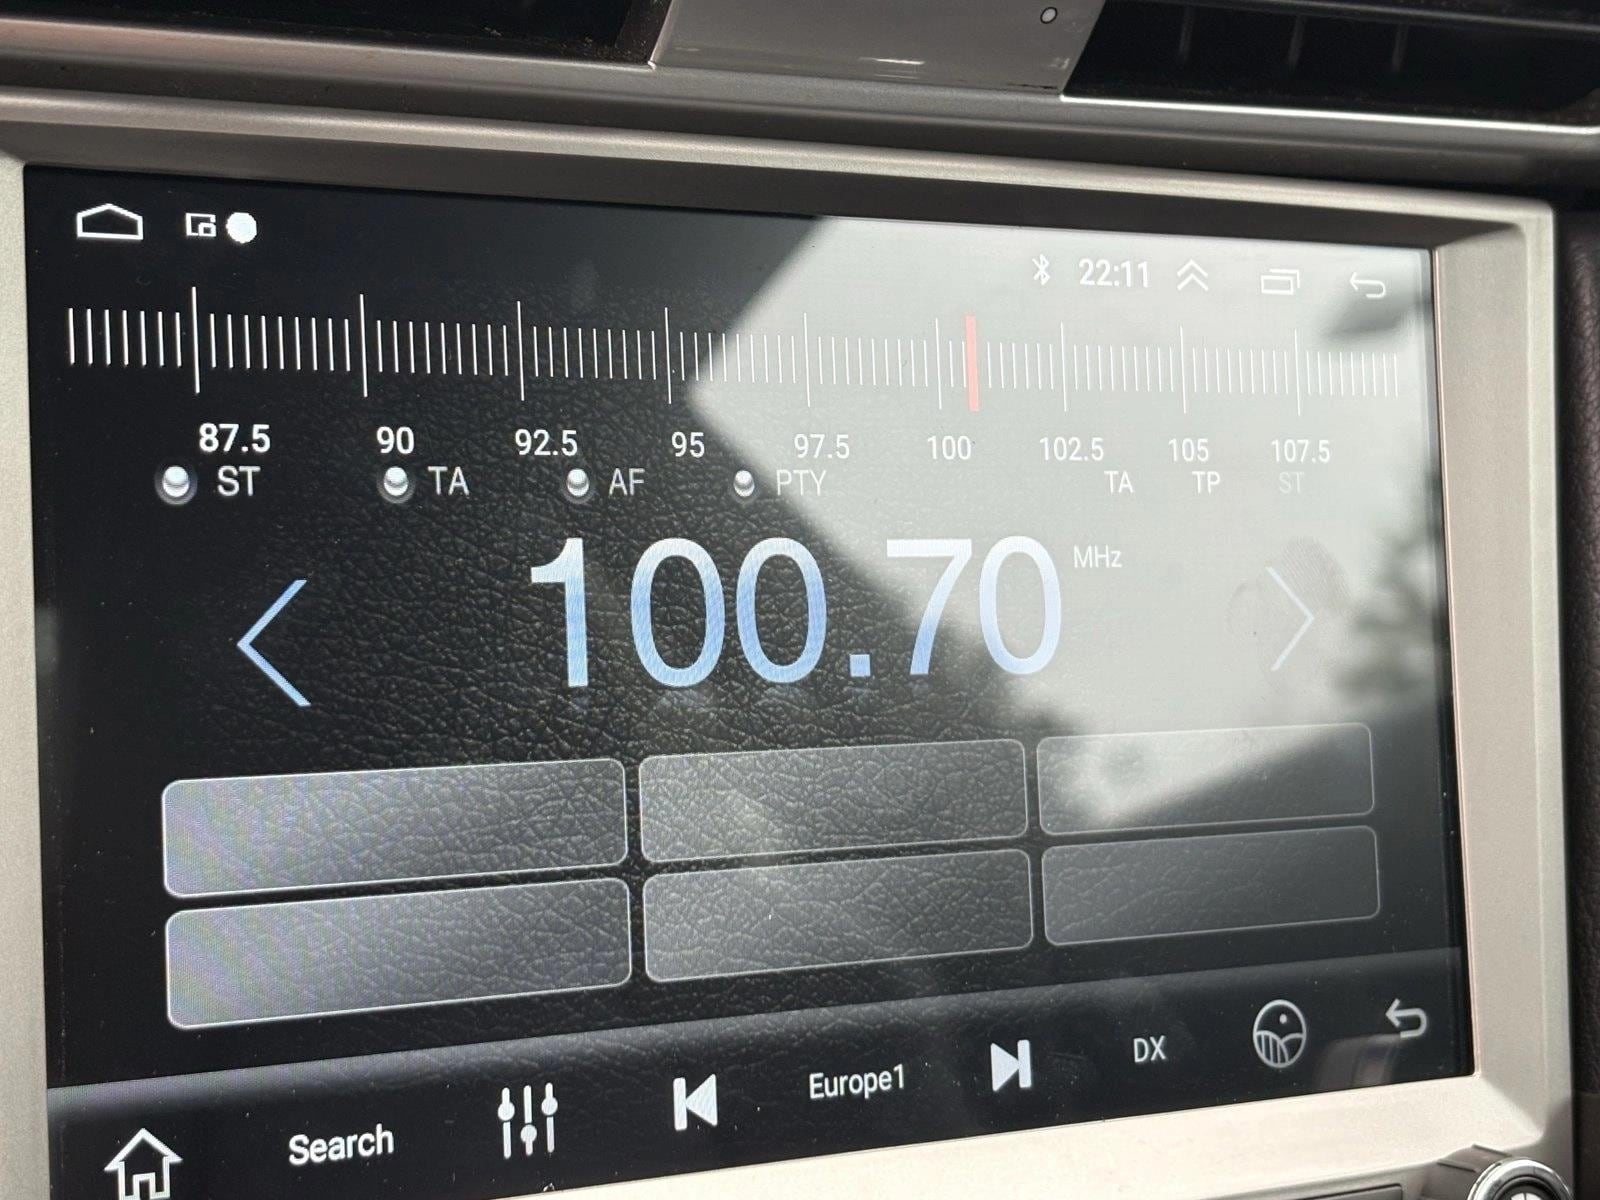 22:11
87.5 90 92.5 95 97.5 100 102.5 105 107.5
ST TA AF PTY TA TP ST
100.70 MHz
Search Europe1 DX